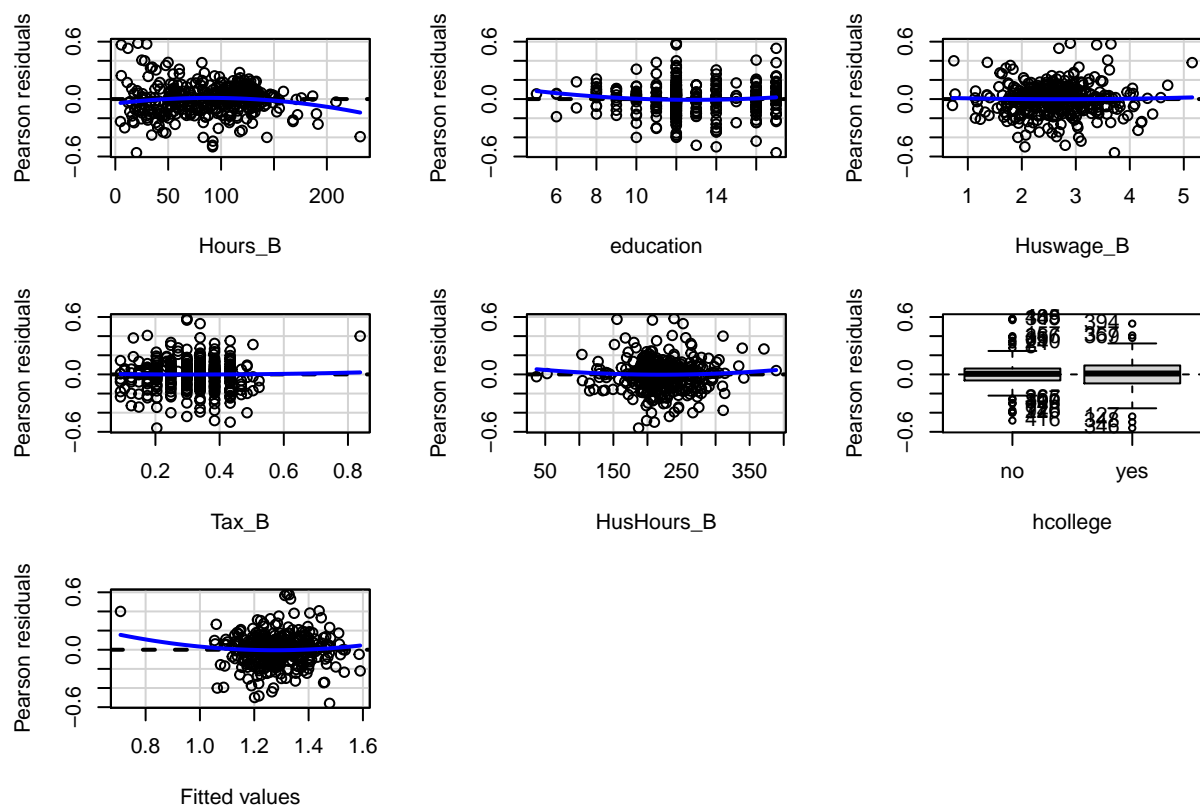 Pearson residuals
−0.6 0.0 0.6
0 50 100 200
Hours_B
Pearson residuals
−0.6 0.0 0.6
6 8 10 14
education
Pearson residuals
−0.6 0.0 0.6
1 2 3 4 5
Huswage_B
Pearson residuals
−0.6 0.0 0.6
0.2 0.4 0.6 0.8
Tax_B
Pearson residuals
−0.6 0.0 0.6
50 150 250 350
HusHours_B
Pearson residuals
−0.6 0.0 0.6
394
369
416
127
348
346
no yes
hcollege
Pearson residuals
−0.6 0.0 0.6
0.8 1.0 1.2 1.4 1.6
Fitted values